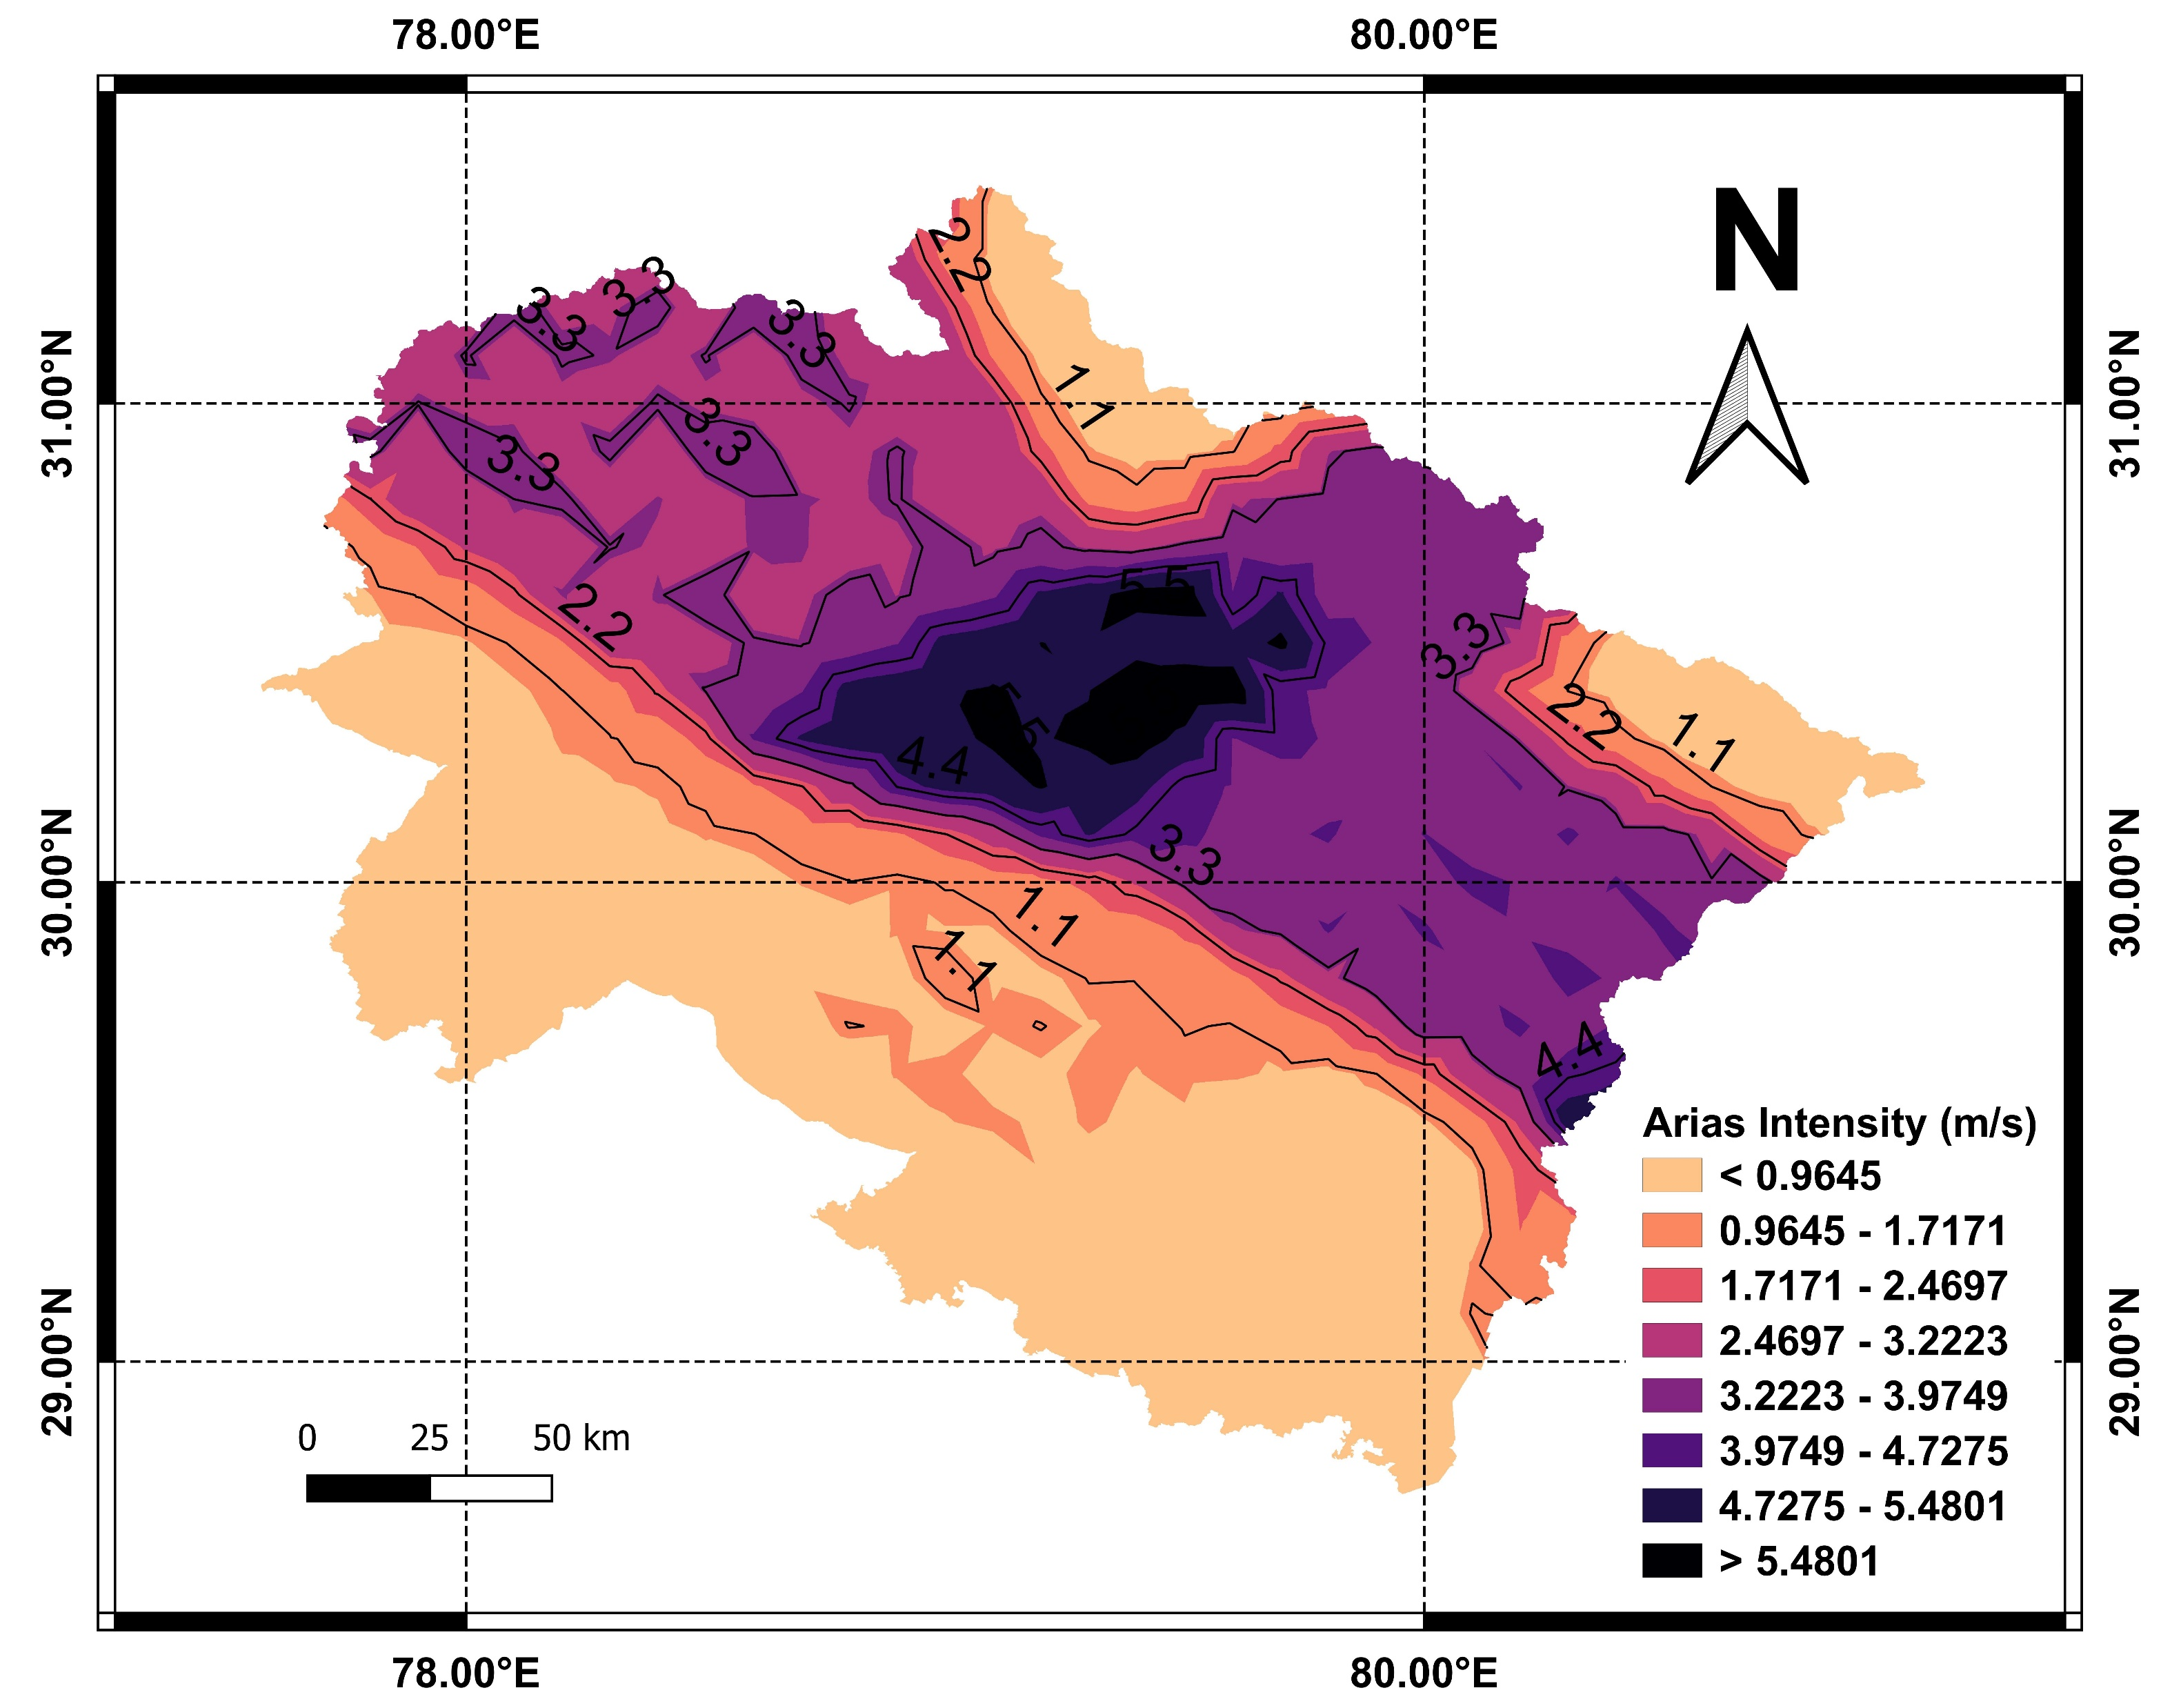 78.00°E 80.00°E
N
31.00°N 31.00°N
30.00°N 30.00°N
29.00°N 29.00°N
2.2
3.3
3.3
3.3
1.1
3.3
3.3
5.5
2.2
3.3
5.5
2.2
1.1
4.4
3.3
1.1
1.1
4.4
Arias Intensity (m/s)
< 0.9645
0.9645 - 1.7171
1.7171 - 2.4697
2.4697 - 3.2223
3.2223 - 3.9749
3.9749 - 4.7275
4.7275 - 5.4801
> 5.4801
0 25 50 km
78.00°E 80.00°E